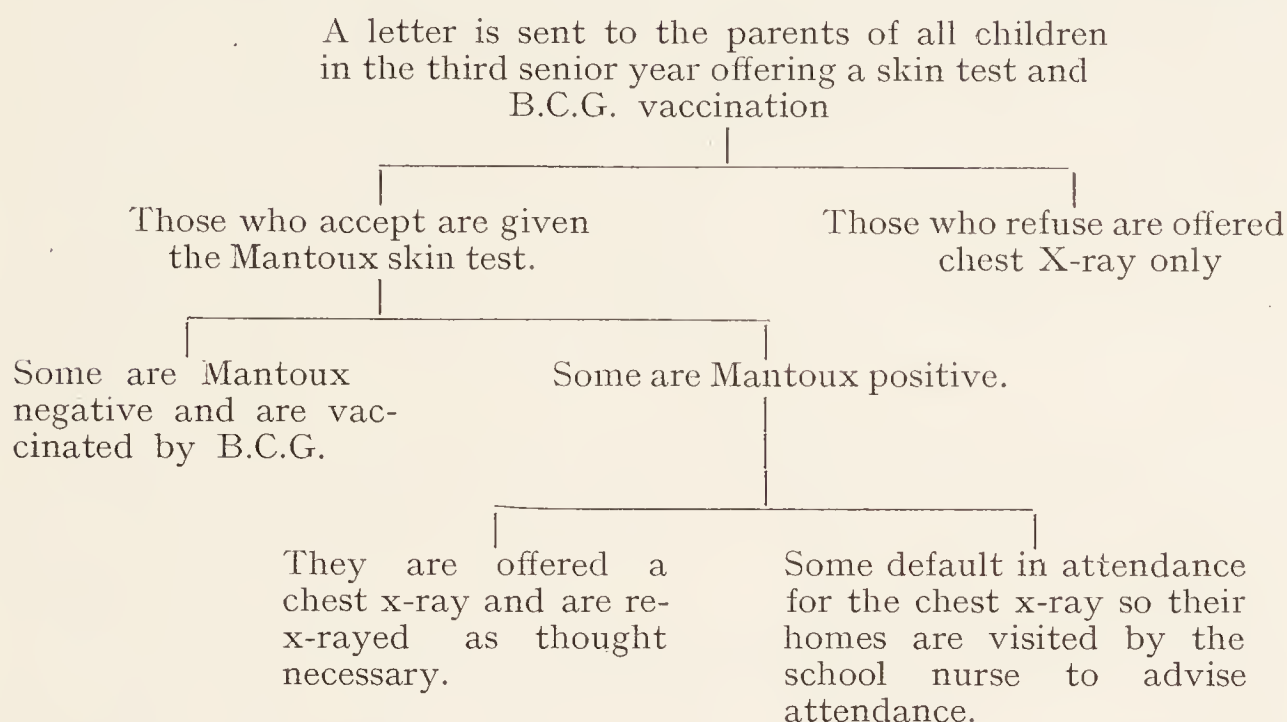 A letter is sent to the parents of all children
in the third senior year offering a skin test and
B.C.G. vaccination
Those who accept are given
the Mantoux skin test.
Those who refuse are offered
chest X-ray only
Some are Mantoux
negative and are vac-
cinated by B.C.G.
Some are Mantoux positive.
They are offered a
chest x-ray and are re-
x-rayed as thought
necessary.
Some default in attendance
for the chest x-ray so their
homes are visited by the
school nurse to advise
attendance.